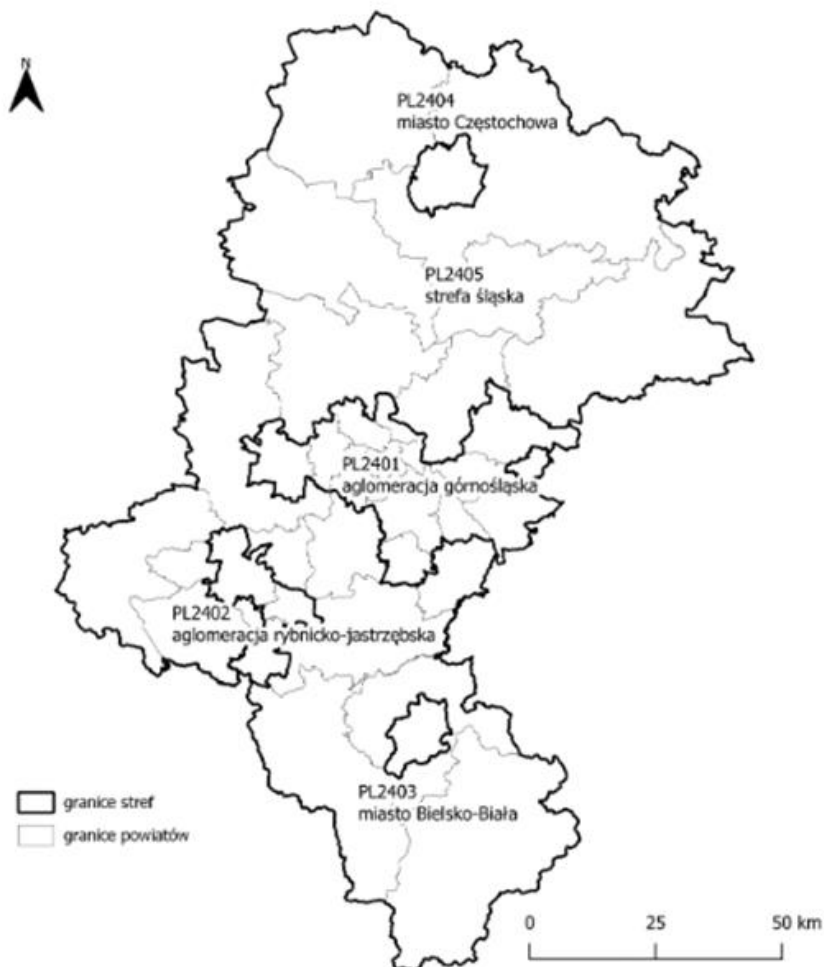 N
PL2404
miasto Częstochowa
PL2405
strefa śląska
PL2401
aglomeracja górnośląska
PL2402
aglomeracja rybnicko-jastrzębska
PL2403
miasto Bielsko-Biała
granice stref
granice powiatów
0 25 50 km